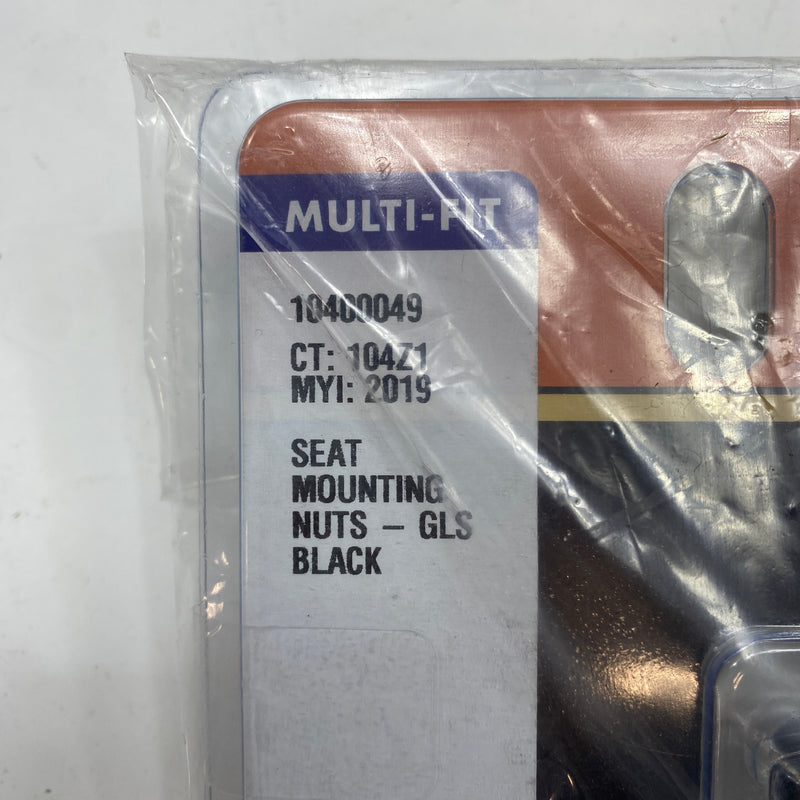 MULTI-FIT
10400049
CT: 104Z1
MYI: 2019
SEAT
MOUNTING
NUTS – GLS
BLACK